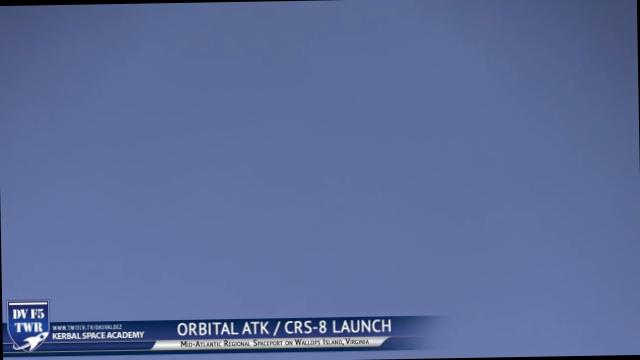 DV F5
TWR
WWW.TWITCH.TV/DASVALDEZ
KERBAL SPACE ACADEMY
ORBITAL ATK / CRS-8 LAUNCH
MID-ATLANTIC REGIONAL SPACEPORT ON WALLOPS ISLAND, VIRGINIA